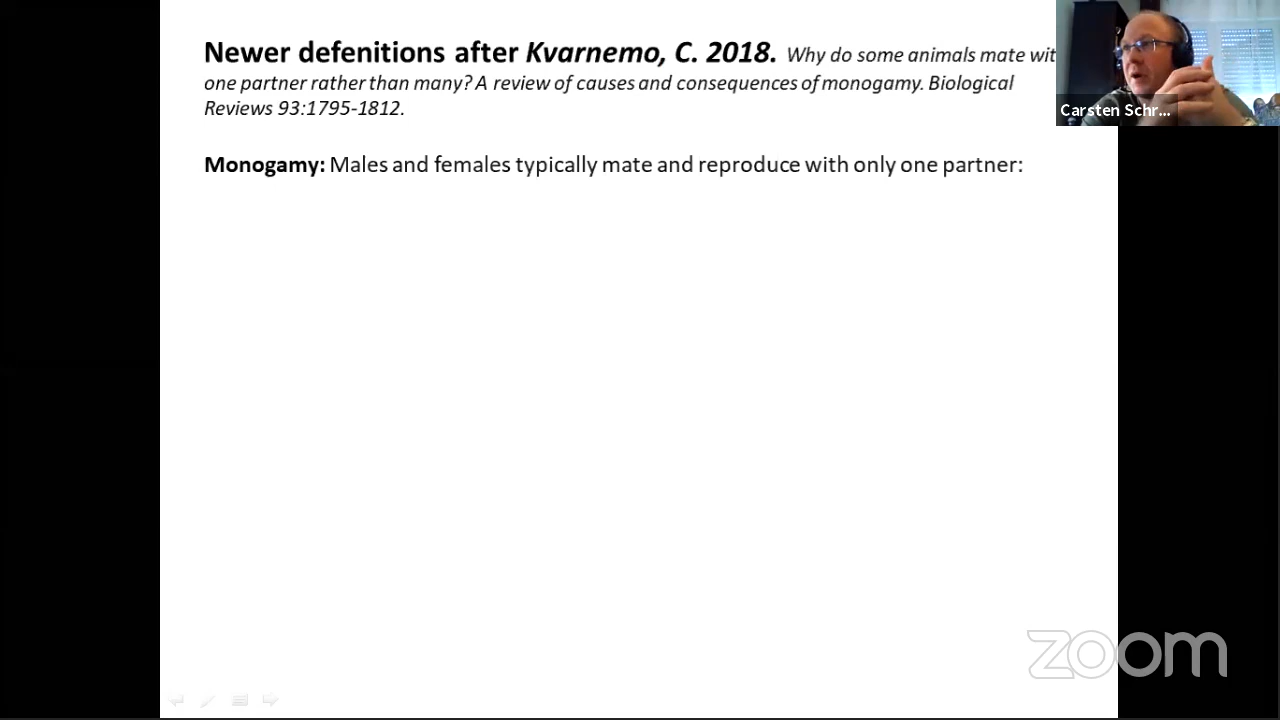 Newer defenitions after Kvarnemo, C. 2018. Why do some animals mate wit
one partner rather than many? A review of causes and consequences of monogamy. Biological
Reviews 93:1795-1812.
Carsten Schr...
Monogamy: Males and females typically mate and reproduce with only one partner:
zoom